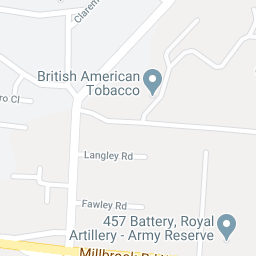 British American
Tobacco
Langley Rd
Fawley Rd
457 Battery, Royal
Artillery - Army Reserve